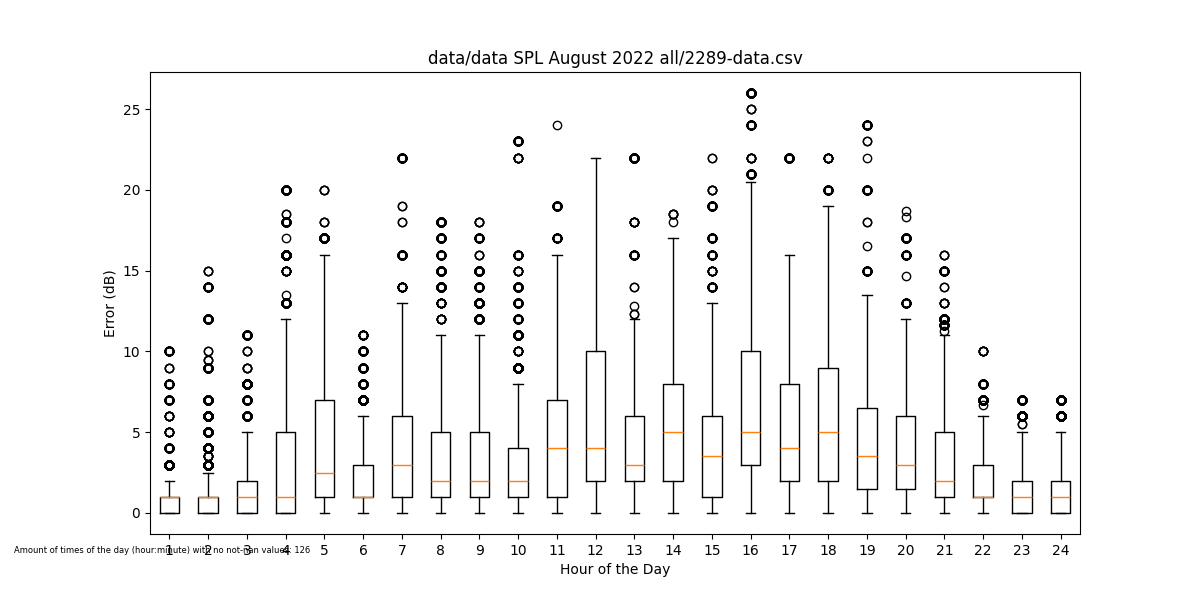 data/data SPL August 2022 all/2289-data.csv
25
20
15
10
5
0
Error (dB)
1 2 3 4 5 6 7 8 9 10 11 12 13 14 15 16 17 18 19 20 21 22 23 24
Amount of times of the day (hour:minute) with no not-nan values: 126
Hour of the Day